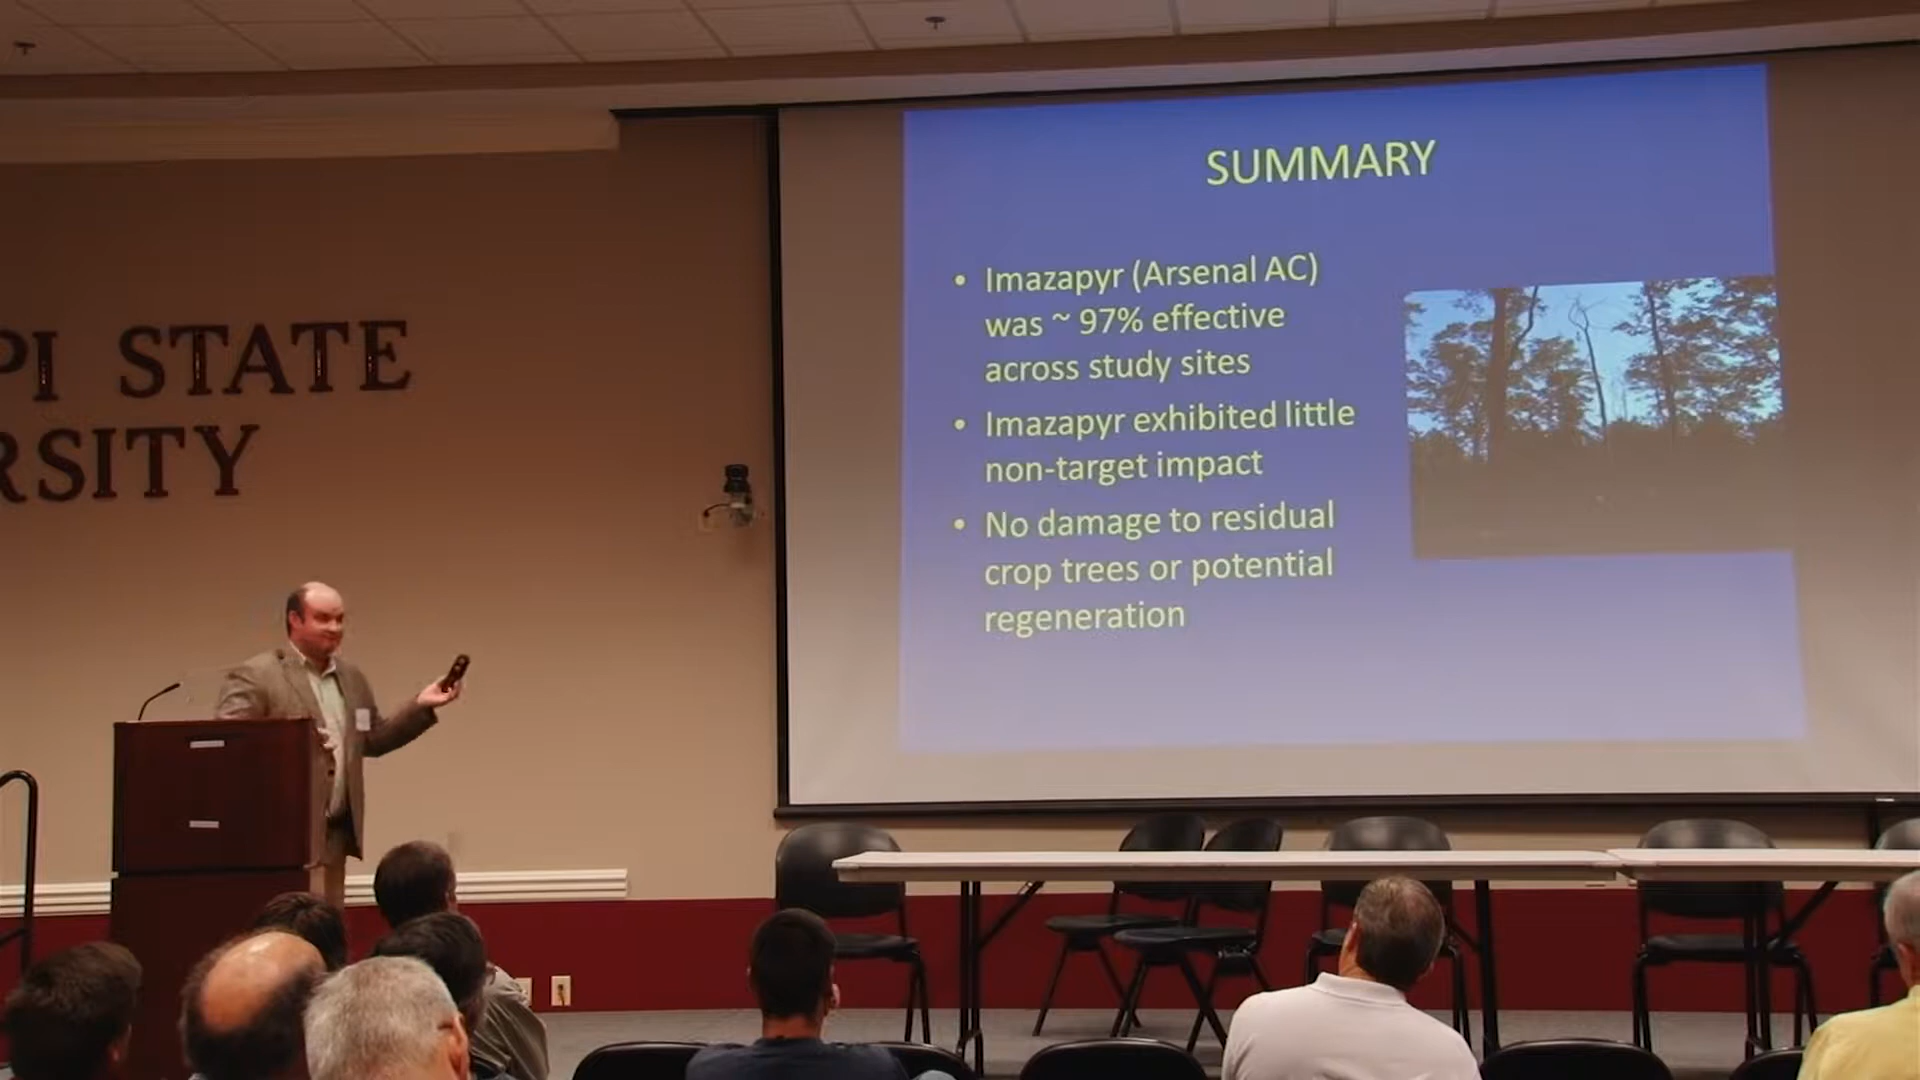 PI STATE
RSITY
SUMMARY
• Imazapyr (Arsenal AC)
was ~ 97% effective
across study sites
• Imazapyr exhibited little
non-target impact
• No damage to residual
crop trees or potential
regeneration